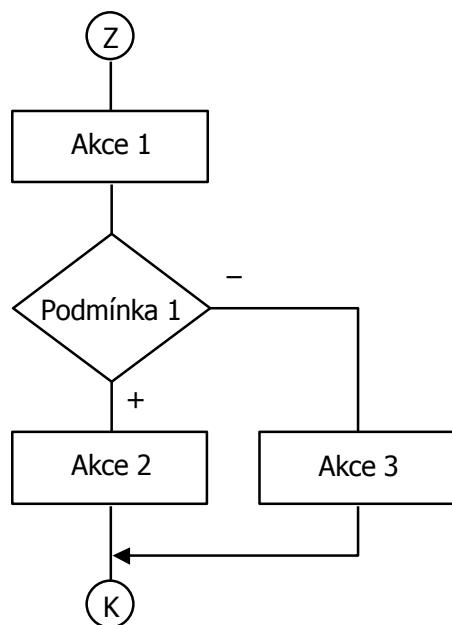 Z
Akce 1
–
Podmínka 1
+
Akce 2
Akce 3
K